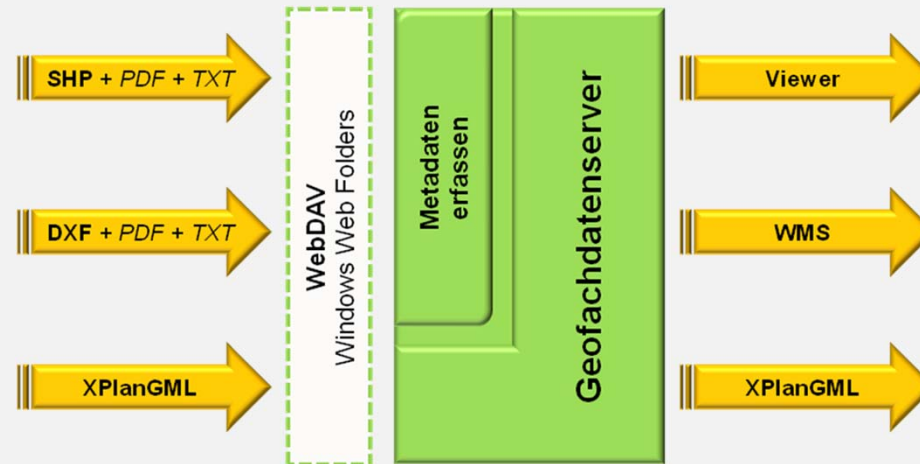 SHP + PDF + TXT
DXF + PDF + TXT
XPlanGML
WebDAV
Windows Web Folders
Metadaten
erfassen
Geofachdatenserver
Viewer
WMS
XPlanGML